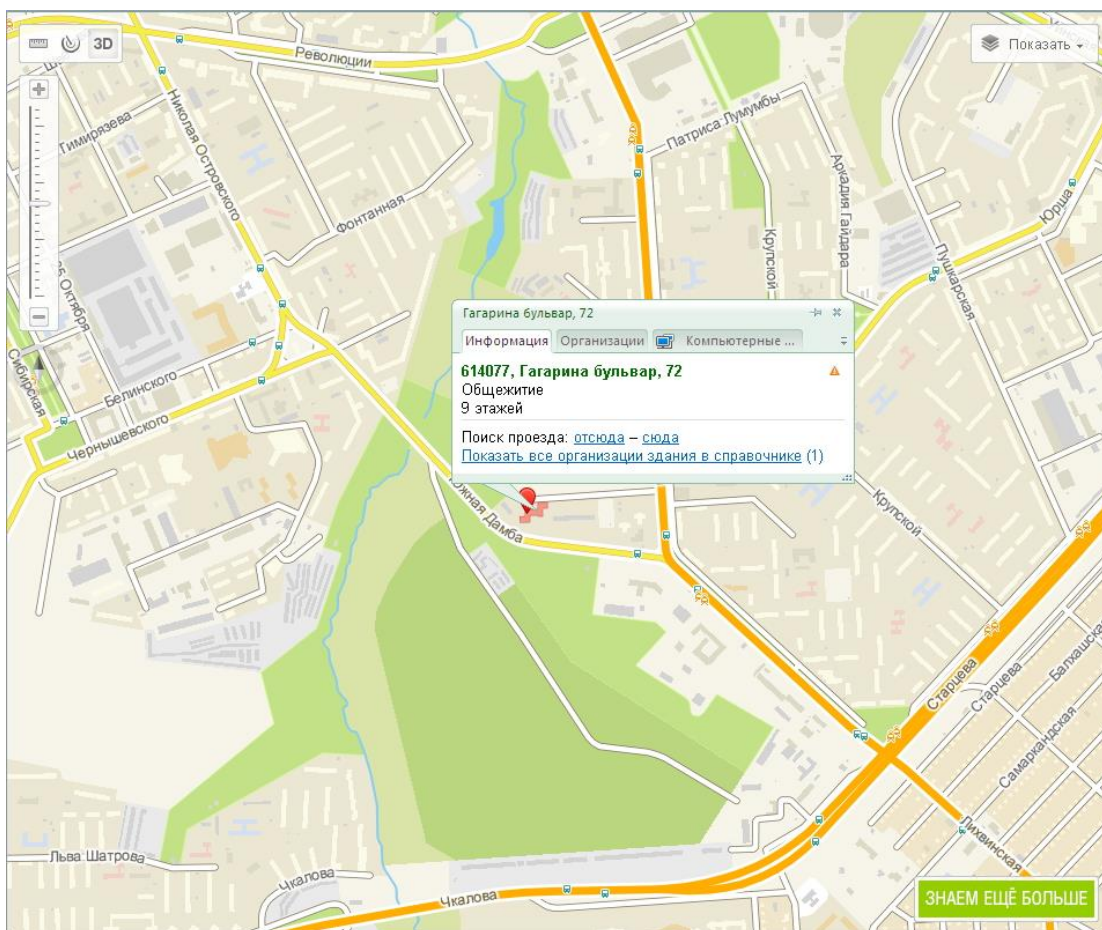 3D
Революции
Показать
Николая Островского
Тимирязева
Патриса Лумумбы
Аркадия Гайдара
Юрша
Фонтанная
Крупской
Пушкарская
25 Октября
Сибирская
Белинского
Чернышевского
Гагарина бульвар, 72
Информация Организации Компьютерные ...
614077, Гагарина бульвар, 72
Общежитие
9 этажей
Поиск проезда: отсюда – сюда
Показать все организации здания в справочнике (1)
Южная Дамба
Крупской
Старцева
Старцева
Балхашская
Самаркандская
Лихвинская
Льва Шатрова
Чкалова
Чкалова
ЗНАЕМ ЕЩЁ БОЛЬШЕ